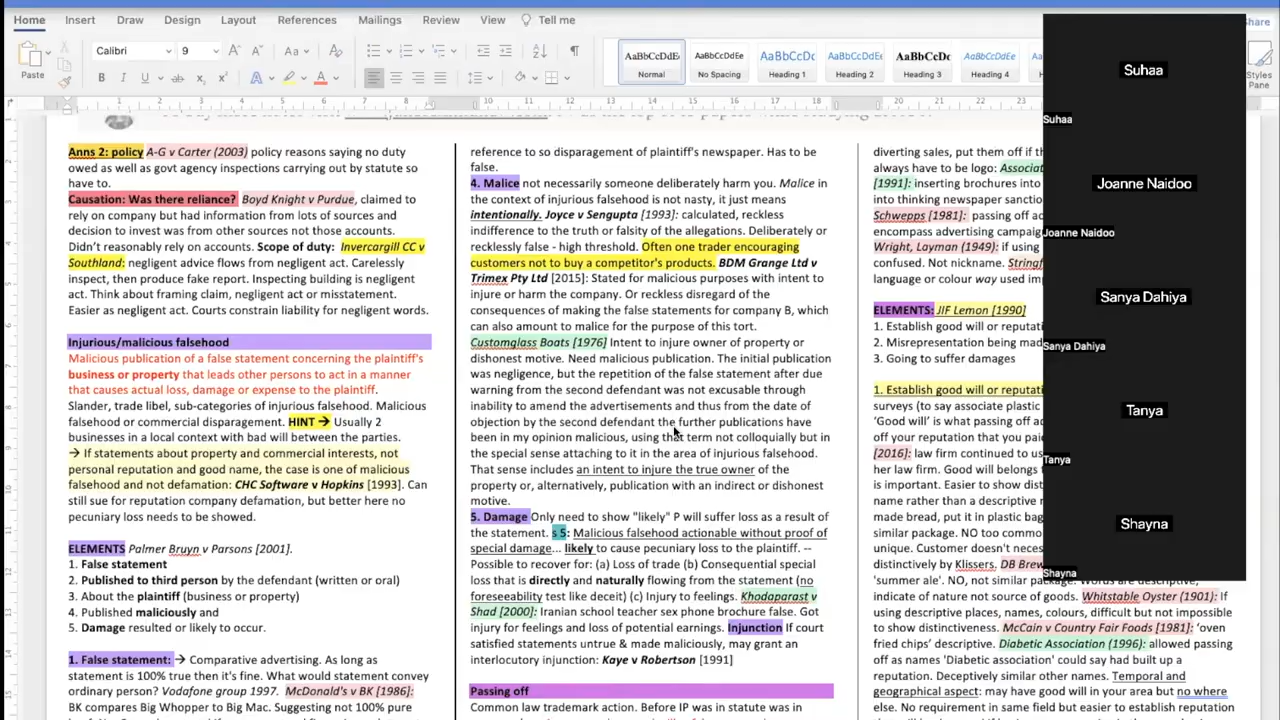 Home Insert Draw Design Layout References Mailings Review View Tell me
Share
Paste
Calibri 9
AaBbCcDdE AaBbCcDdEe AaBbCcDc AaBbCcDdEe AaBbCcDc AaBbCcDdEe
Normal No Spacing Heading 1 Heading 2 Heading 3 Heading 4
Styles Pane
1 2 3 4 5 6 7 8 10 11 12 13 14 15 16 17 18 20 21 22 23
Anns 2: policy A-G v Carter (2003) policy reasons saying no duty
owed as well as govt agency inspections carrying out by statute so
have to.
Causation: Was there reliance? Boyd Knight v Purdue, claimed to
rely on company but had information from lots of sources and
decision to invest was from other sources not those accounts.
Didn't reasonably rely on accounts. Scope of duty: Invercargill CC v
Southland: negligent advice flows from negligent act. Carelessly
inspect, then produce fake report. Inspecting building is negligent
act. Think about framing claim, negligent act or misstatement.
Easier as negligent act. Courts constrain liability for negligent words.
Injurious/malicious falsehood
Malicious publication of a false statement concerning the plaintiff's
business or property that leads other persons to act in a manner
that causes actual loss, damage or expense to the plaintiff.
Slander, trade libel, sub-categories of injurious falsehood. Malicious
falsehood or commercial disparagement. HINT → Usually 2
businesses in a local context with bad will between the parties.
→ If statements about property and commercial interests, not
personal reputation and good name, the case is one of malicious
falsehood and not defamation: CHC Software v Hopkins [1993]. Can
still sue for reputation company defamation, but better here no
pecuniary loss needs to be showed.
ELEMENTS Palmer Bruyn v Parsons [2001].
1. False statement
2. Published to third person by the defendant (written or oral)
3. About the plaintiff (business or property)
4. Published maliciously and
5. Damage resulted or likely to occur.
1. False statement: → Comparative advertising. As long as
statement is 100% true then it's fine. What would statement convey
ordinary person? Vodafone group 1997. McDonald's v BK [1986]:
BK compares Big Whopper to Big Mac. Suggesting not 100% pure
reference to so disparagement of plaintiff's newspaper. Has to be
false.
4. Malice not necessarily someone deliberately harm you. Malice in
the context of injurious falsehood is not nasty, it just means
intentionally. Joyce v Sengupta [1993]: calculated, reckless
indifference to the truth or falsity of the allegations. Deliberately or
recklessly false - high threshold. Often one trader encouraging
customers not to buy a competitor's products. BDM Grange Ltd v
Trimex Pty Ltd [2015]: Stated for malicious purposes with intent to
injure or harm the company. Or reckless disregard of the
consequences of making the false statements for company B, which
can also amount to malice for the purpose of this tort.
Customglass Boats [1976] Intent to injure owner of property or
dishonest motive. Need malicious publication. The initial publication
was negligence, but the repetition of the false statement after due
warning from the second defendant was not excusable through
inability to amend the advertisements and thus from the date of
objection by the second defendant the further publications have
been in my opinion malicious, using that term not colloquially but in
the special sense attaching to it in the area of injurious falsehood.
That sense includes an intent to injure the true owner of the
property or, alternatively, publication with an indirect or dishonest
motive.
5. Damage Only need to show "likely" P will suffer loss as a result of
the statement. s 5: Malicious falsehood actionable without proof of
special damage... likely to cause pecuniary loss to the plaintiff. --
Possible to recover for: (a) Loss of trade (b) Consequential special
loss that is directly and naturally flowing from the statement (no
foreseeability test like deceit) (c) Injury to feelings. Khodaparast v
Shad [2000]: Iranian school teacher sex phone brochure false. Got
injury for feelings and loss of potential earnings. Injunction If court
satisfied statements untrue & made maliciously, may grant an
interlocutory injunction: Kaye v Robertson [1991]
Passing off
Common law trademark action. Before IP was in statute was in
diverting sales, put them off if th
always have to be logo: Associat
[1991]: inserting brochures into
into thinking newspaper sanctio
Schwepps [1981]: passing off ac
encompass advertising campaig
Wright, Layman (1949): if using
confused. Not nickname. Stringf
language or colour way used im
ELEMENTS: JIF Lemon [1990]
1. Establish good will or reputati
2. Misrepresentation being mad
3. Going to suffer damages
1. Establish good will or reputati
surveys (to say associate plastic
'Good will' is what passing off ac
off your reputation that you paid
[2016]: law firm continued to us
her law firm. Good will belongs t
is important. Easier to show dist
name rather than a descriptive n
made bread, put it in plastic bag
similar package. NO too commo
unique. Customer doesn't neces
distinctively by Klissers. DB Brew
'summer ale'. NO, not similar package. Words are descriptive,
indicate of nature not source of goods. Whitstable Oyster (1901): If
using descriptive places, names, colours, difficult but not impossible
to show distinctiveness. McCain v Country Fair Foods [1981]: 'oven
fried chips' descriptive. Diabetic Association (1996): allowed passing
off as names 'Diabetic association' could say had built up a
reputation. Deceptively similar other names. Temporal and
geographical aspect: may have good will in your area but no where
else. No requirement in same field but easier to establish reputation
Suhaa
Suhaa
Joanne Naidoo
Joanne Naidoo
Sanya Dahiya
Sanya Dahiya
Tanya
Tanya
Shayna
Shayna